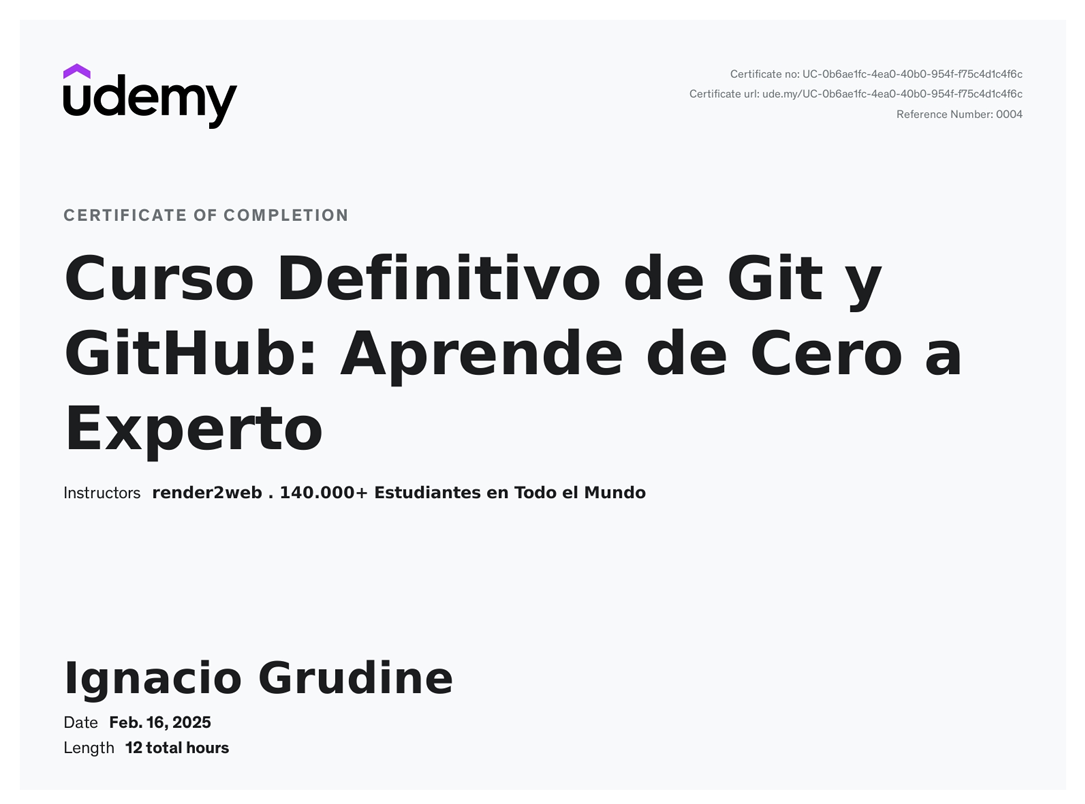 udemy
Certificate no: UC-0b6ae1fc-4ea0-40b0-954f-f75c4d1c4f6c
Certificate url: ude.my/UC-0b6ae1fc-4ea0-40b0-954f-f75c4d1c4f6c
Reference Number: 0004
CERTIFICATE OF COMPLETION
Curso Definitivo de Git y
GitHub: Aprende de Cero a
Experto
Instructors render2web . 140.000+ Estudiantes en Todo el Mundo
Ignacio Grudine
Date Feb. 16, 2025
Length 12 total hours